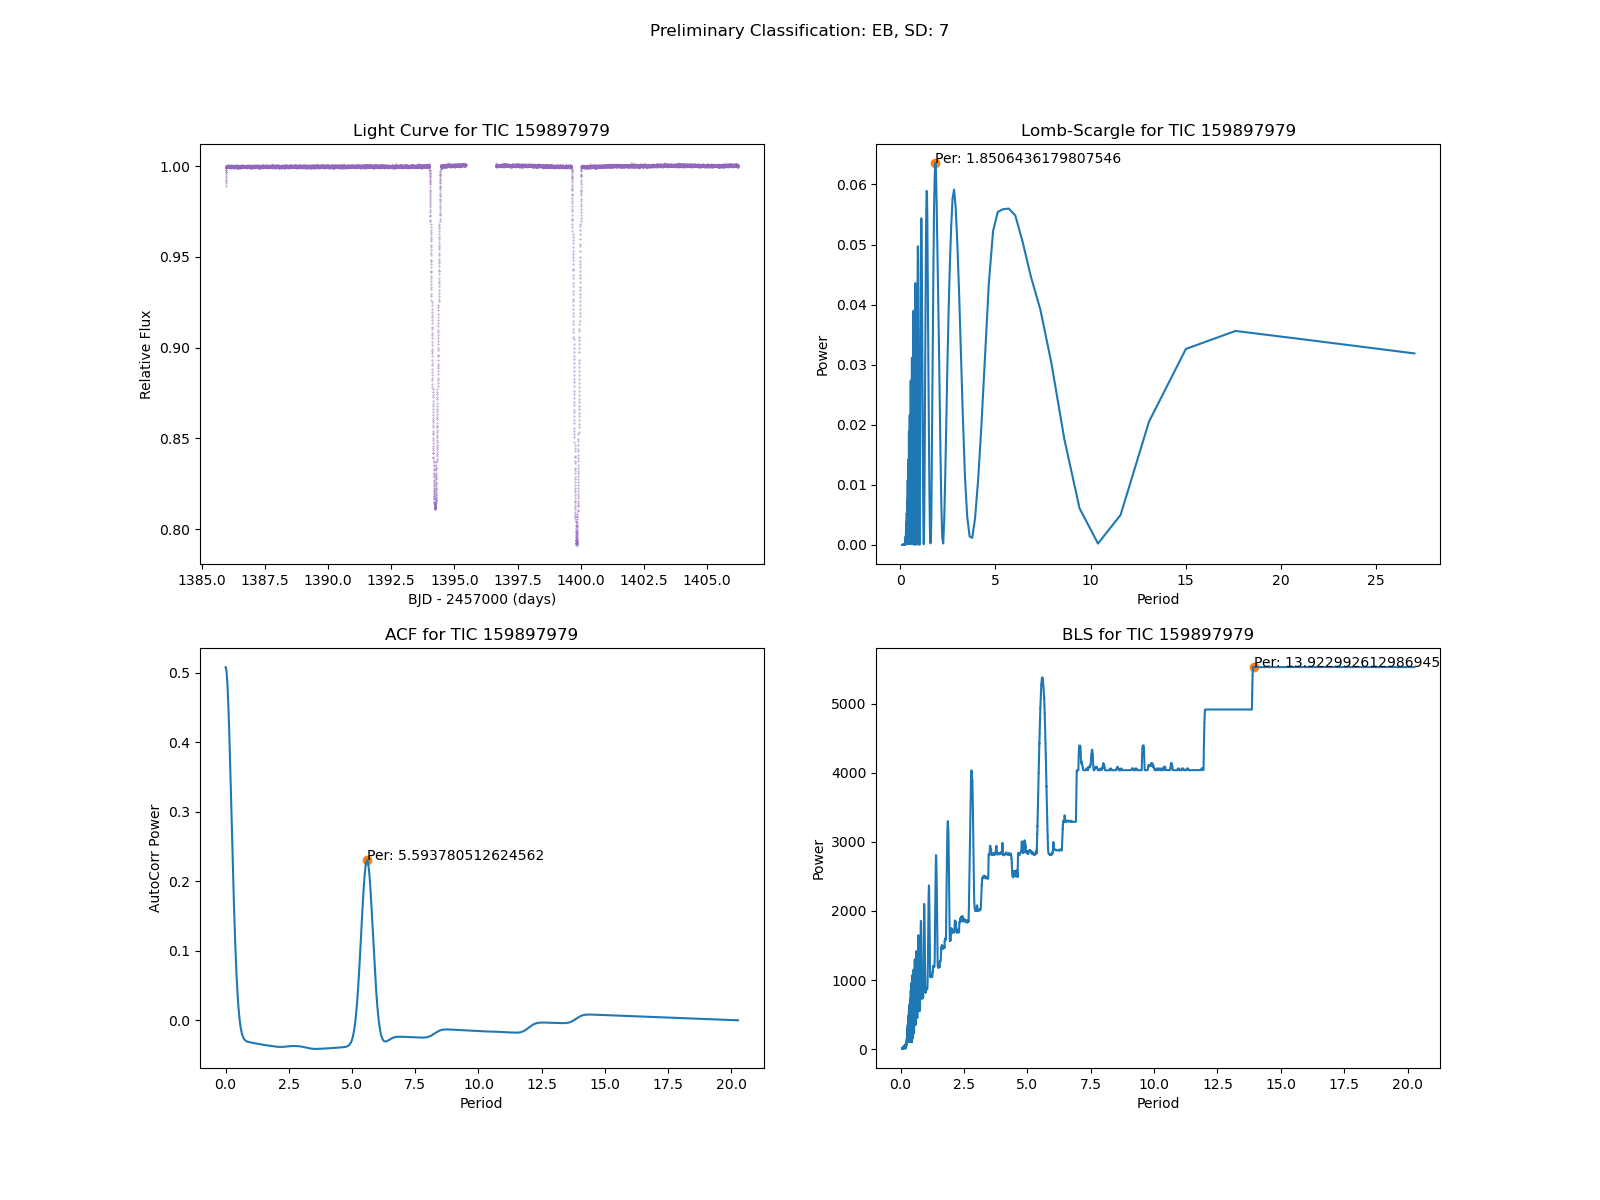 Preliminary Classification: EB, SD: 7
Light Curve for TIC 159897979
1.00
0.95
0.90
0.85
0.80
Relative Flux
1385.0 1387.5 1390.0 1392.5 1395.0 1397.5 1400.0 1402.5 1405.0
BJD - 2457000 (days)
Lomb-Scargle for TIC 159897979
Per: 1.8506436179807546
0.06
0.05
0.04
0.03
0.02
0.01
0.00
Power
0 5 10 15 20 25
Period
ACF for TIC 159897979
0.5
0.4
0.3
0.2
0.1
0.0
AutoCorr Power
Per: 5.593780512624562
0.0 2.5 5.0 7.5 10.0 12.5 15.0 17.5 20.0
Period
BLS for TIC 159897979
Per: 13.922992612986945
5000
4000
3000
2000
1000
0
Power
0.0 2.5 5.0 7.5 10.0 12.5 15.0 17.5 20.0
Period